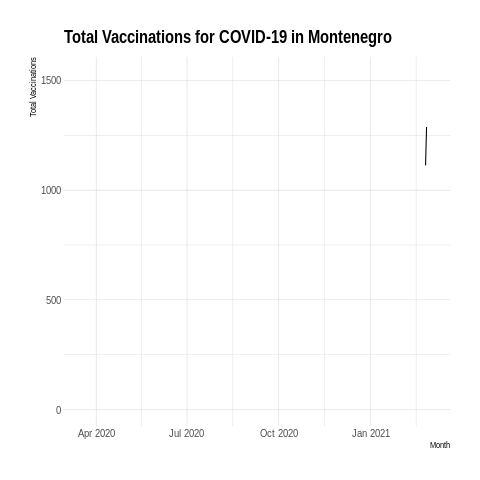 Total Vaccinations for COVID-19 in Montenegro
Total Vaccinations
1500
1000
500
0
Apr 2020 Jul 2020 Oct 2020 Jan 2021
Month